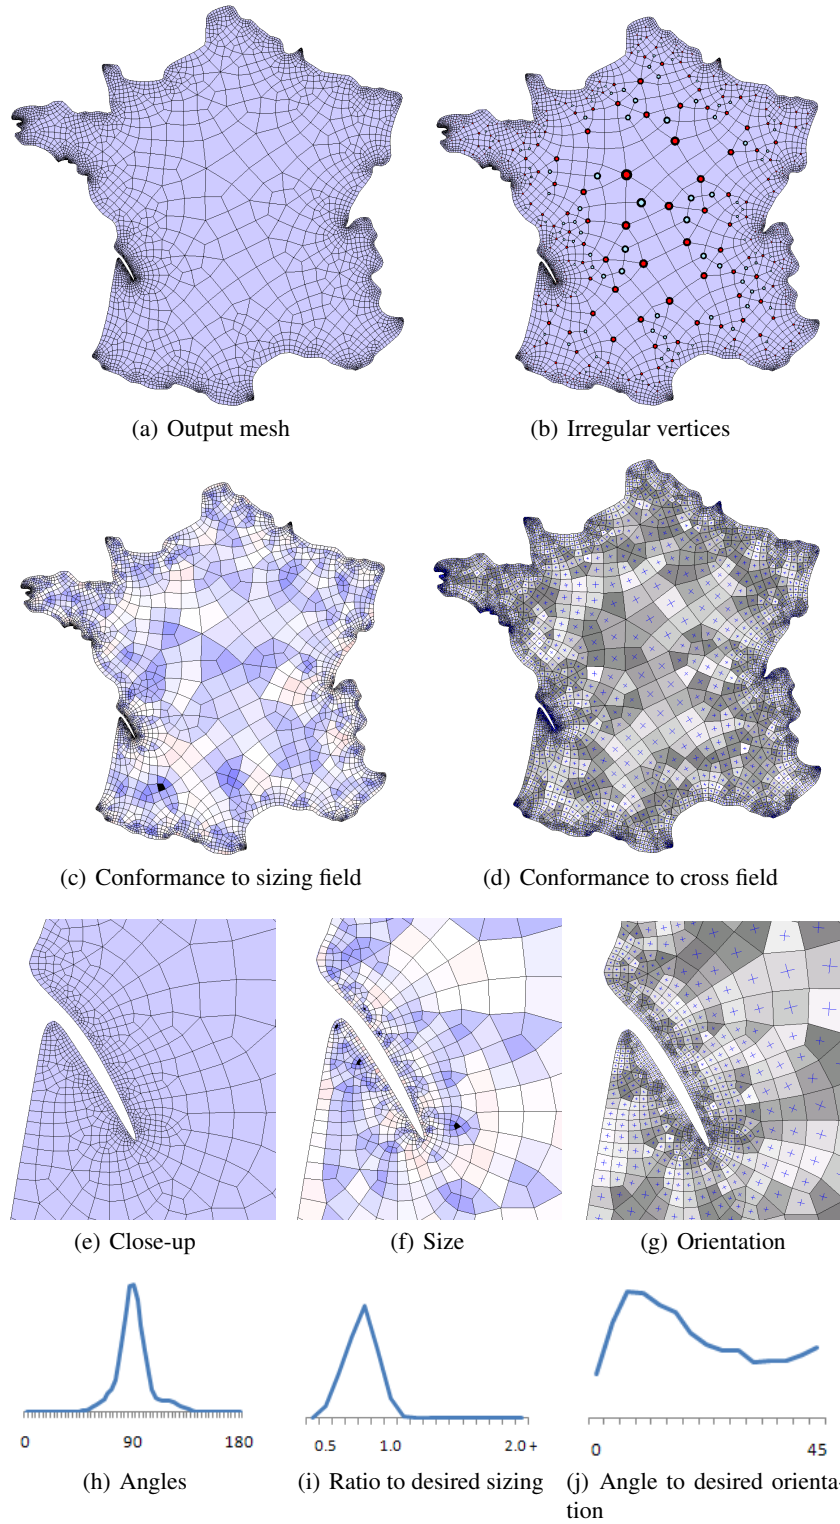 (a) Output mesh
(b) Irregular vertices
(c) Conformance to sizing field
(d) Conformance to cross field
(e) Close-up
(f) Size
(g) Orientation
0 90 180
0.5 1.0 2.0+
0 45
(h) Angles
(i) Ratio to desired sizing
(j) Angle to desired orienta-
tion